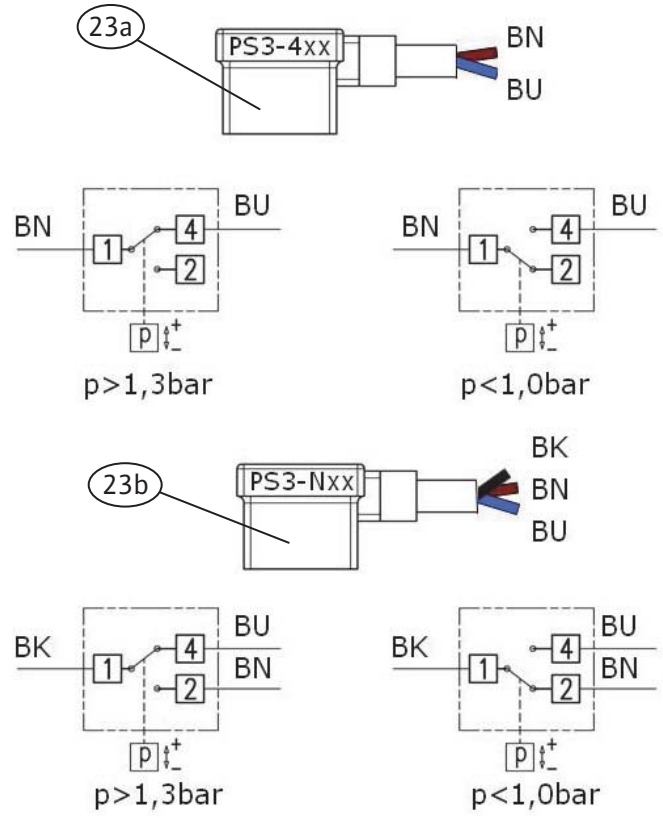 23a
PS3-4xx
BN
BU
BN 1 4 2 BU
p + -
p>1,3bar
BN 1 4 2 BU
p + -
p<1,0bar
23b
PS3-Nxx
BK
BN
BU
BK 1 4 2 BU BN
p + -
p>1,3bar
BK 1 4 2 BU BN
p + -
p<1,0bar